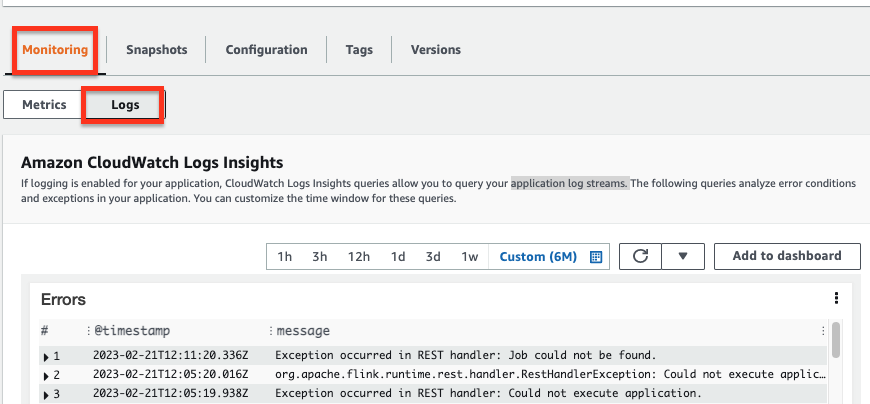 Monitoring Snapshots Configuration Tags Versions
Metrics Logs
Amazon CloudWatch Logs Insights
If logging is enabled for your application, CloudWatch Logs Insights queries allow you to query your application log streams. The following queries analyze error conditions
and exceptions in your application. You can customize the time window for these queries.
1h 3h 12h 1d 3d 1w Custom (6M) Add to dashboard
Errors
# @timestamp message
1 2023-02-21T12:11:20.336Z Exception occurred in REST handler: Job could not be found.
2 2023-02-21T12:05:20.016Z org.apache.flink.runtime.rest.handler.RestHandlerException: Could not execute applic…
3 2023-02-21T12:05:19.938Z Exception occurred in REST handler: Could not execute application.